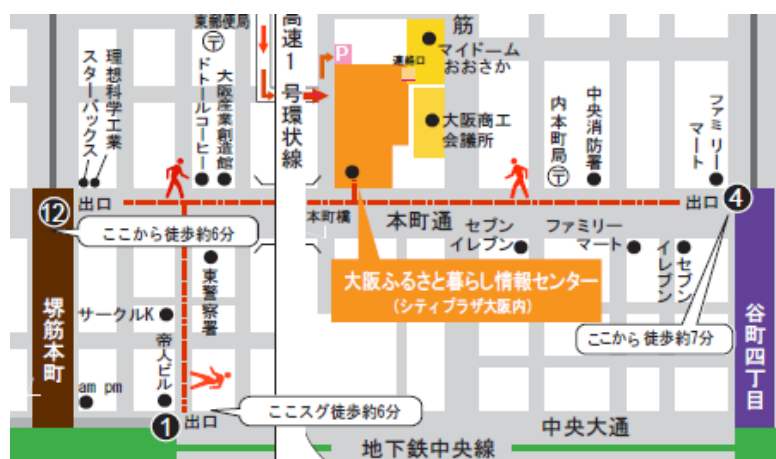 東郵便局
〒
筋
マイドーム
おおさか
連絡口
P
高速1号環状線
理想科学工業
スターバックス
ドトールコーヒー
大阪産業創造館
大阪商工
会議所
内本町局
〒
中央消防署
ファミリー
マート
12
出口
ここから徒歩約6分
本町橋
本町通
セブン
イレブン
ファミリー
マート
セブン
イレブン
出口
4
東警察署
大阪ふるさと暮らし情報センター
(シティプラザ大阪内)
堺筋本町
サークルK
帝人ビル
ここから徒歩約7分
谷町四丁目
am pm
1
出口
ここスグ徒歩約6分
中央大通
地下鉄中央線